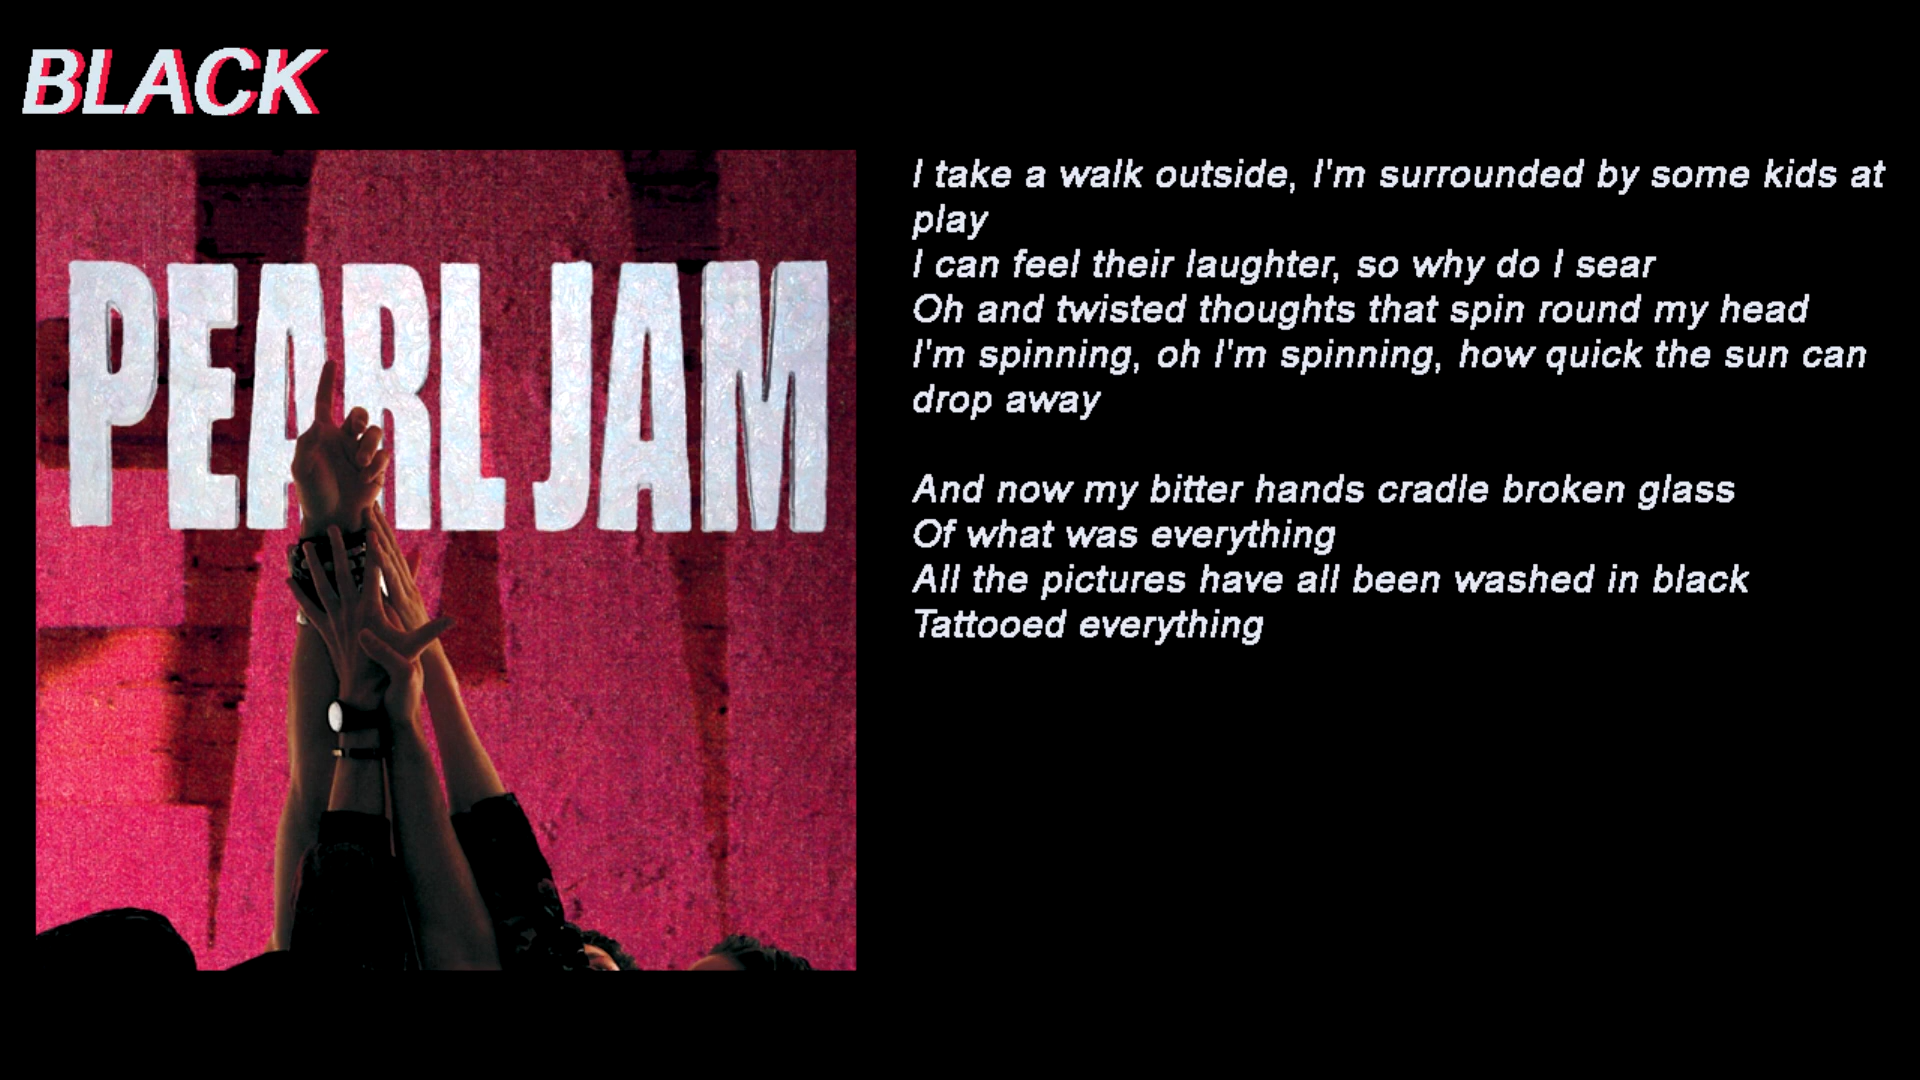 BLACK
PEARL JAM
I take a walk outside, I'm surrounded by some kids at
play
I can feel their laughter, so why do I sear
Oh and twisted thoughts that spin round my head
I'm spinning, oh I'm spinning, how quick the sun can
drop away

And now my bitter hands cradle broken glass
Of what was everything
All the pictures have all been washed in black
Tattooed everything